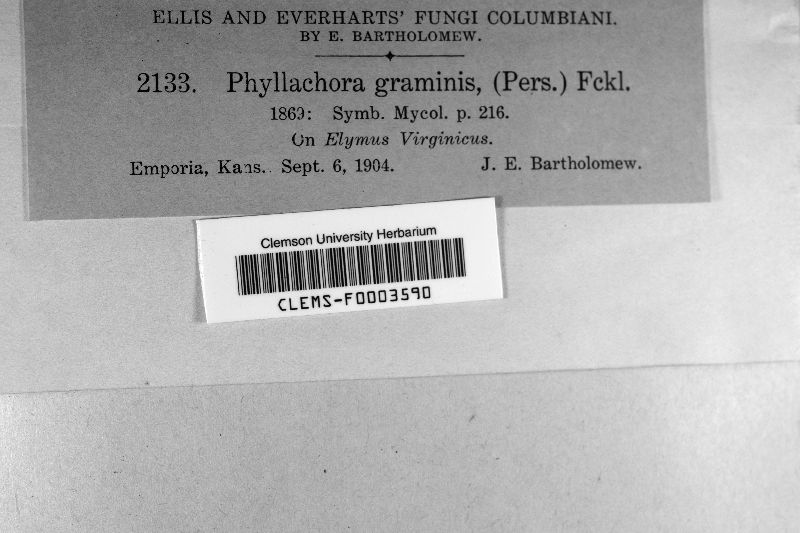 ELLIS AND EVERHARTS' FUNGI COLUMBIANI.
BY E. BARTHOLOMEW.
2133. Phyllachora graminis, (Pers.) Fckl.
1869: Symb. Mycol. p. 216.
On Elymus Virginicus.
Emporia, Kans. Sept. 6, 1904. J. E. Bartholomew.
Clemson University Herbarium
CLEMS-F0003590